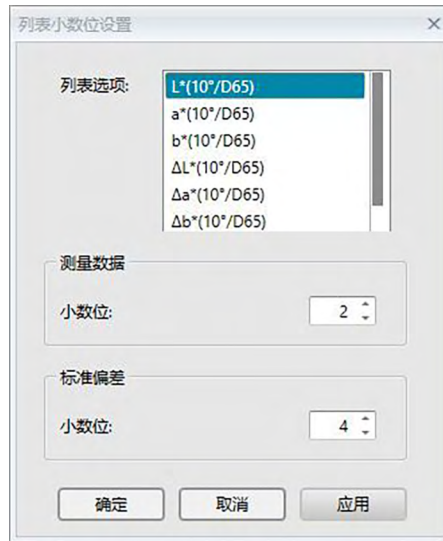 列表小数位设置
列表选项:
L*(10°/D65)
a*(10°/D65)
b*(10°/D65)
ΔL*(10°/D65)
Δa*(10°/D65)
Δb*(10°/D65)
测量数据
小数位: 2
标准偏差
小数位: 4
确定 取消 应用